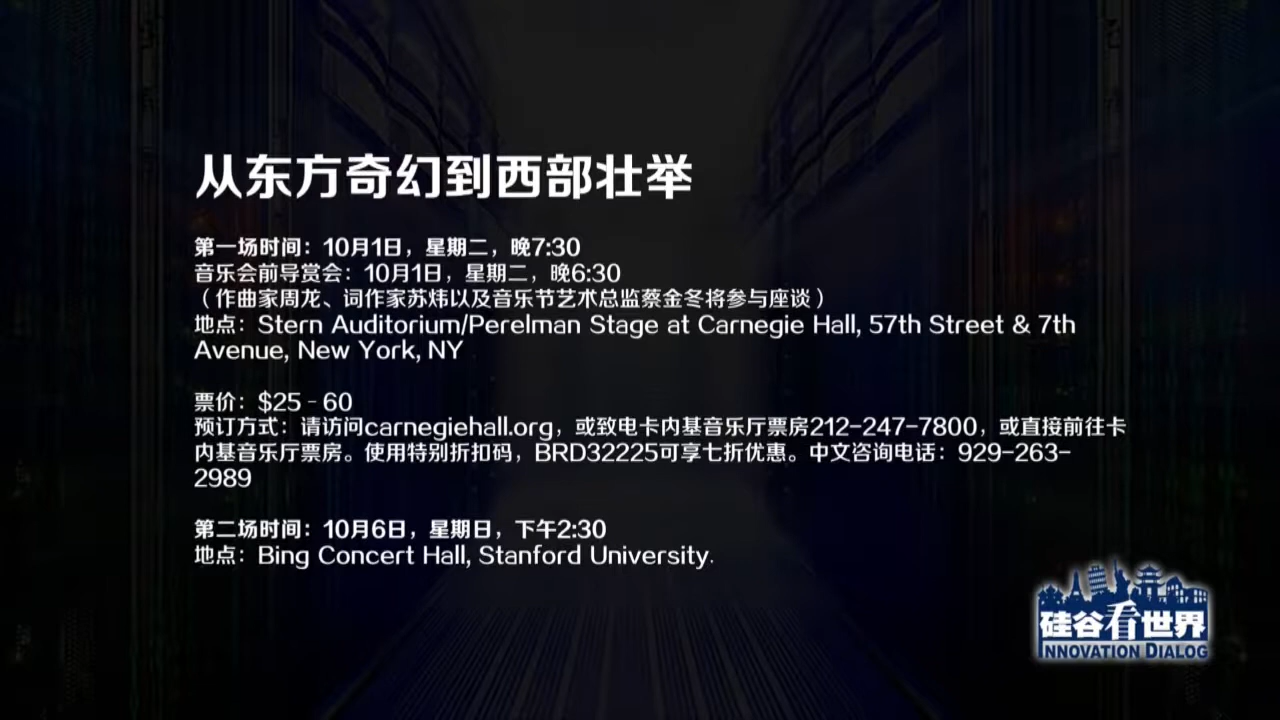 从东方奇幻到西部壮举
第一场时间：10月1日，星期二，晚7:30
音乐会前导赏会：10月1日，星期二，晚6:30
（作曲家周龙、词作家苏炜以及音乐节艺术总监蔡金冬将参与座谈）
地点：Stern Auditorium/Perelman Stage at Carnegie Hall, 57th Street & 7th
Avenue, New York, NY
票价：$25 - 60
预订方式：请访问carnegiehall.org，或致电卡内基音乐厅票房212-247-7800，或直接前往卡
内基音乐厅票房。使用特别折扣码，BRD32225可享七折优惠。中文咨询电话：929-263-
2989
第二场时间：10月6日，星期日，下午2:30
地点：Bing Concert Hall, Stanford University.
硅谷看世界
INNOVATION DIALOG